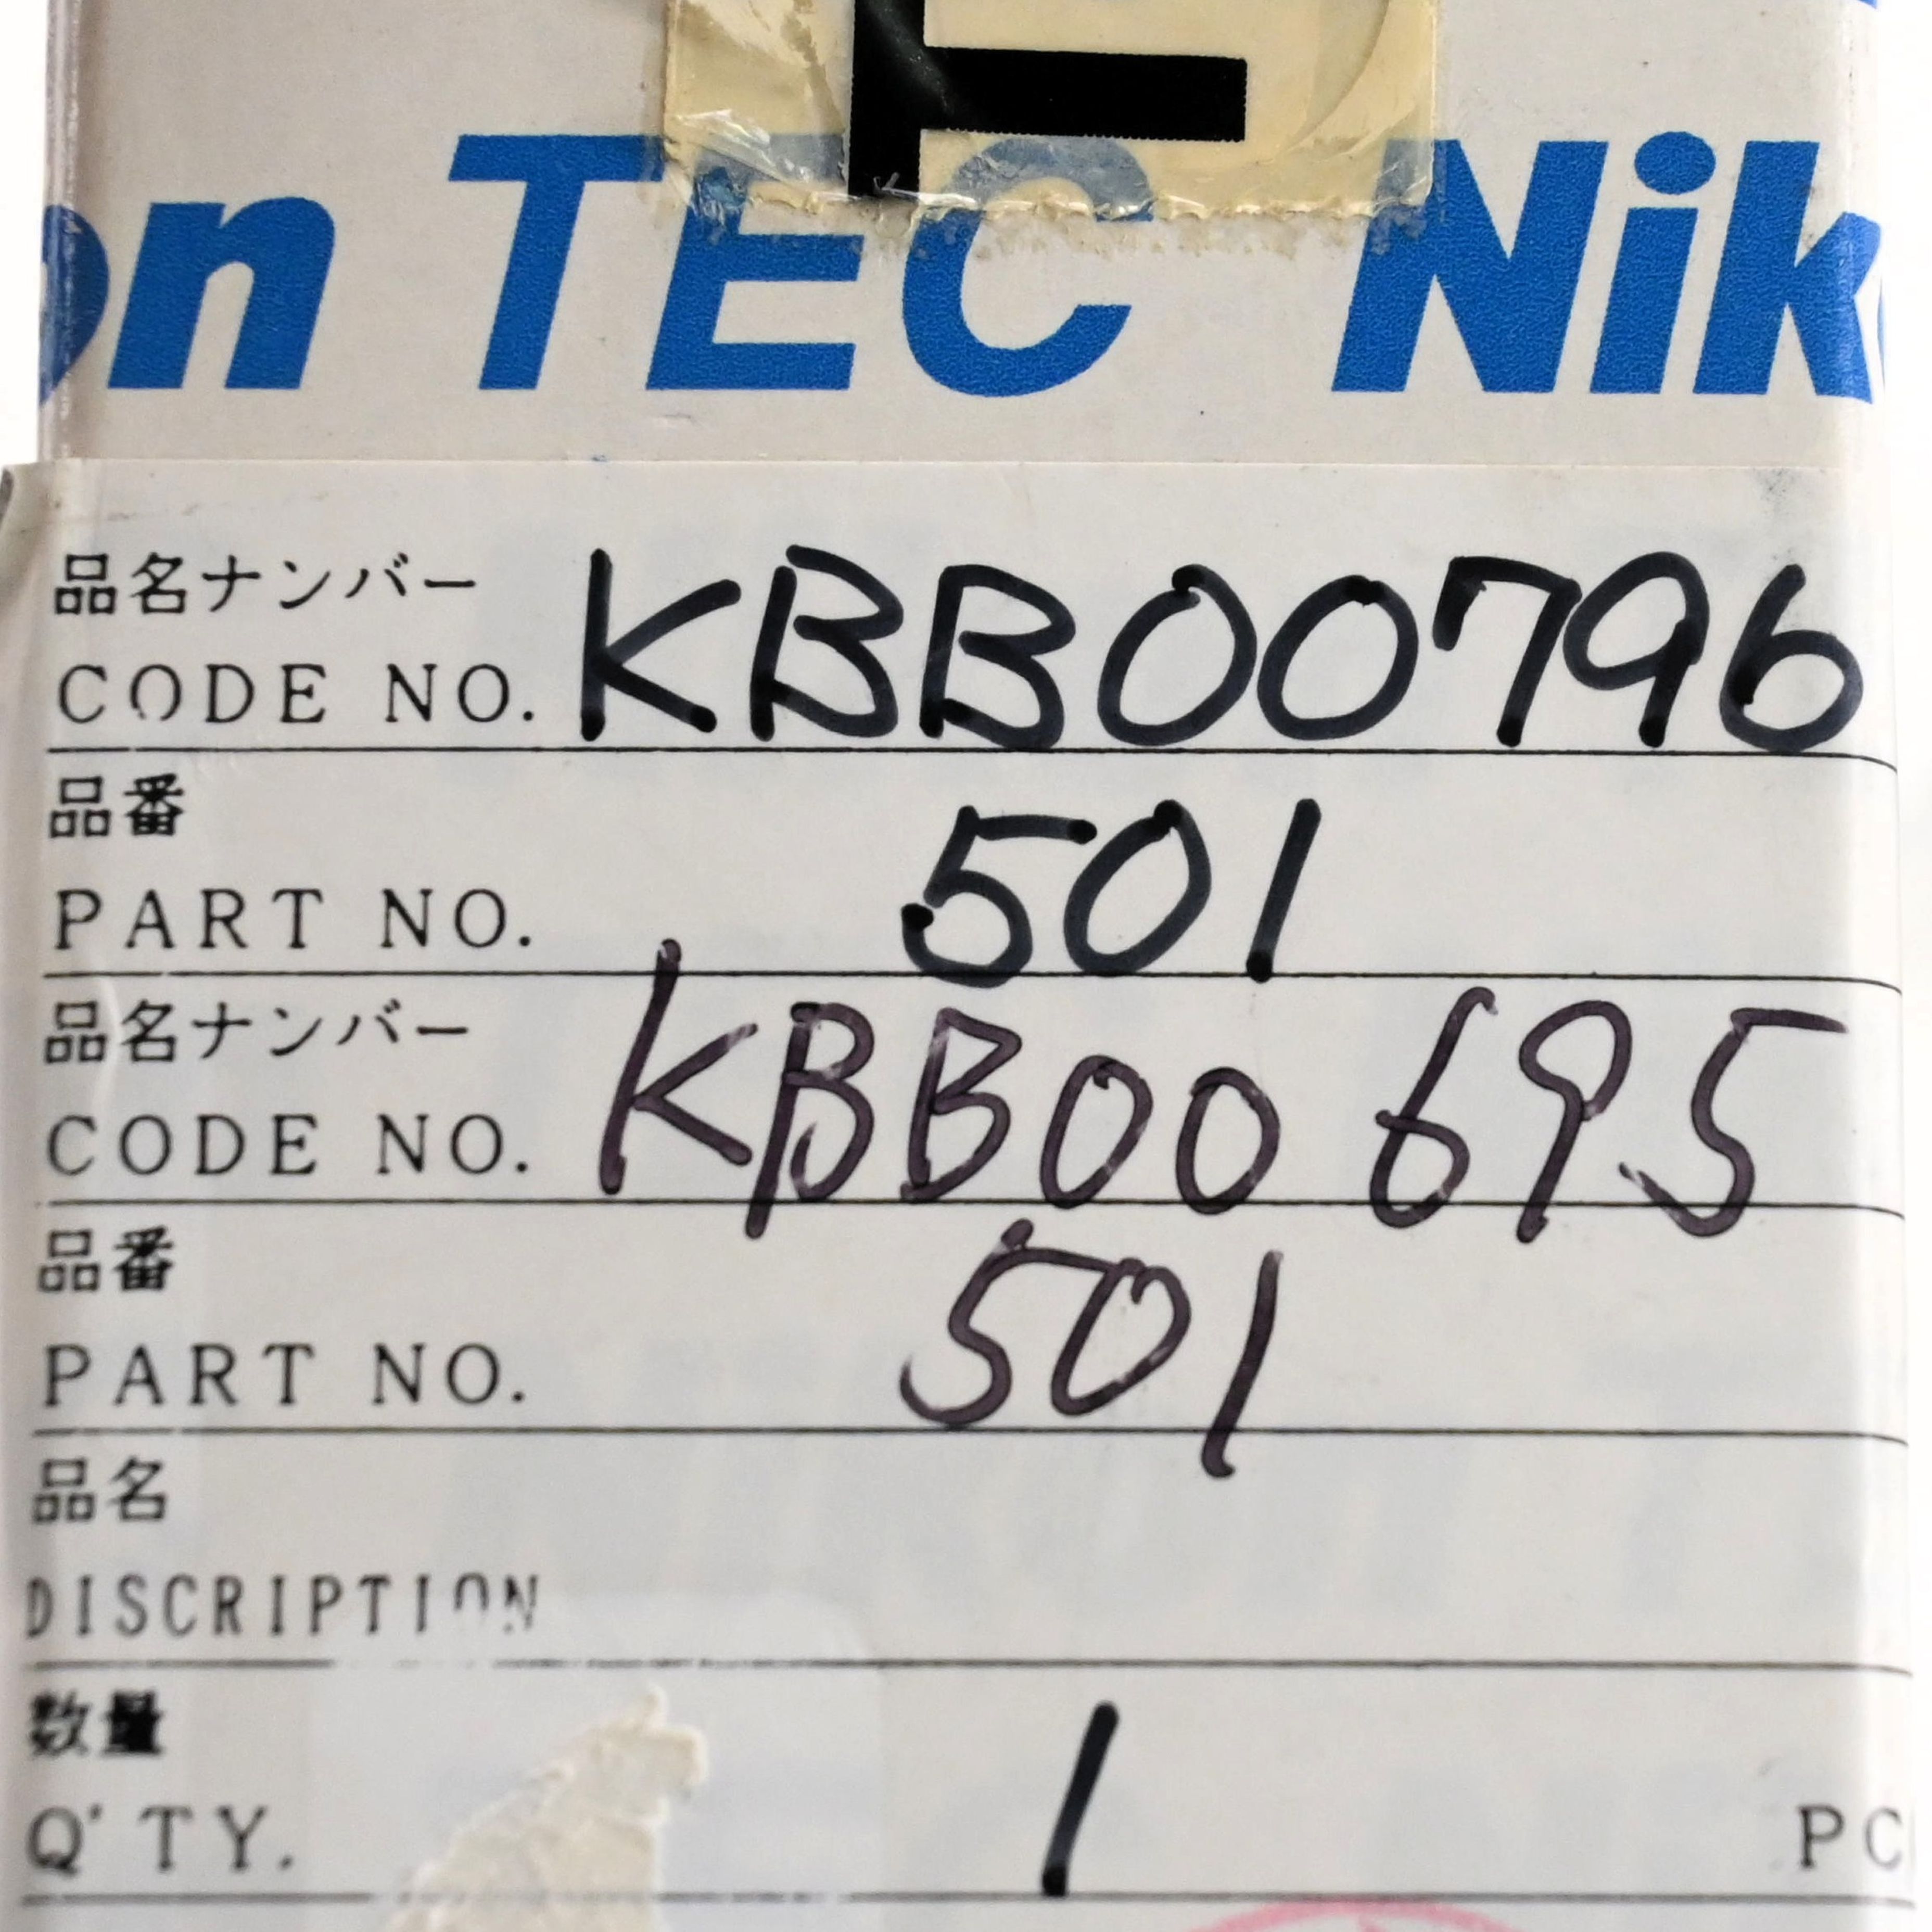 on TEC Nik
品名ナンバー
CODE NO. KBB00796
品番
PART NO. 501
品名ナンバー
CODE NO. KBB00 695
品番
PART NO. 501
品名
DISCRIPTION
数量
Q'TY. 1 PC